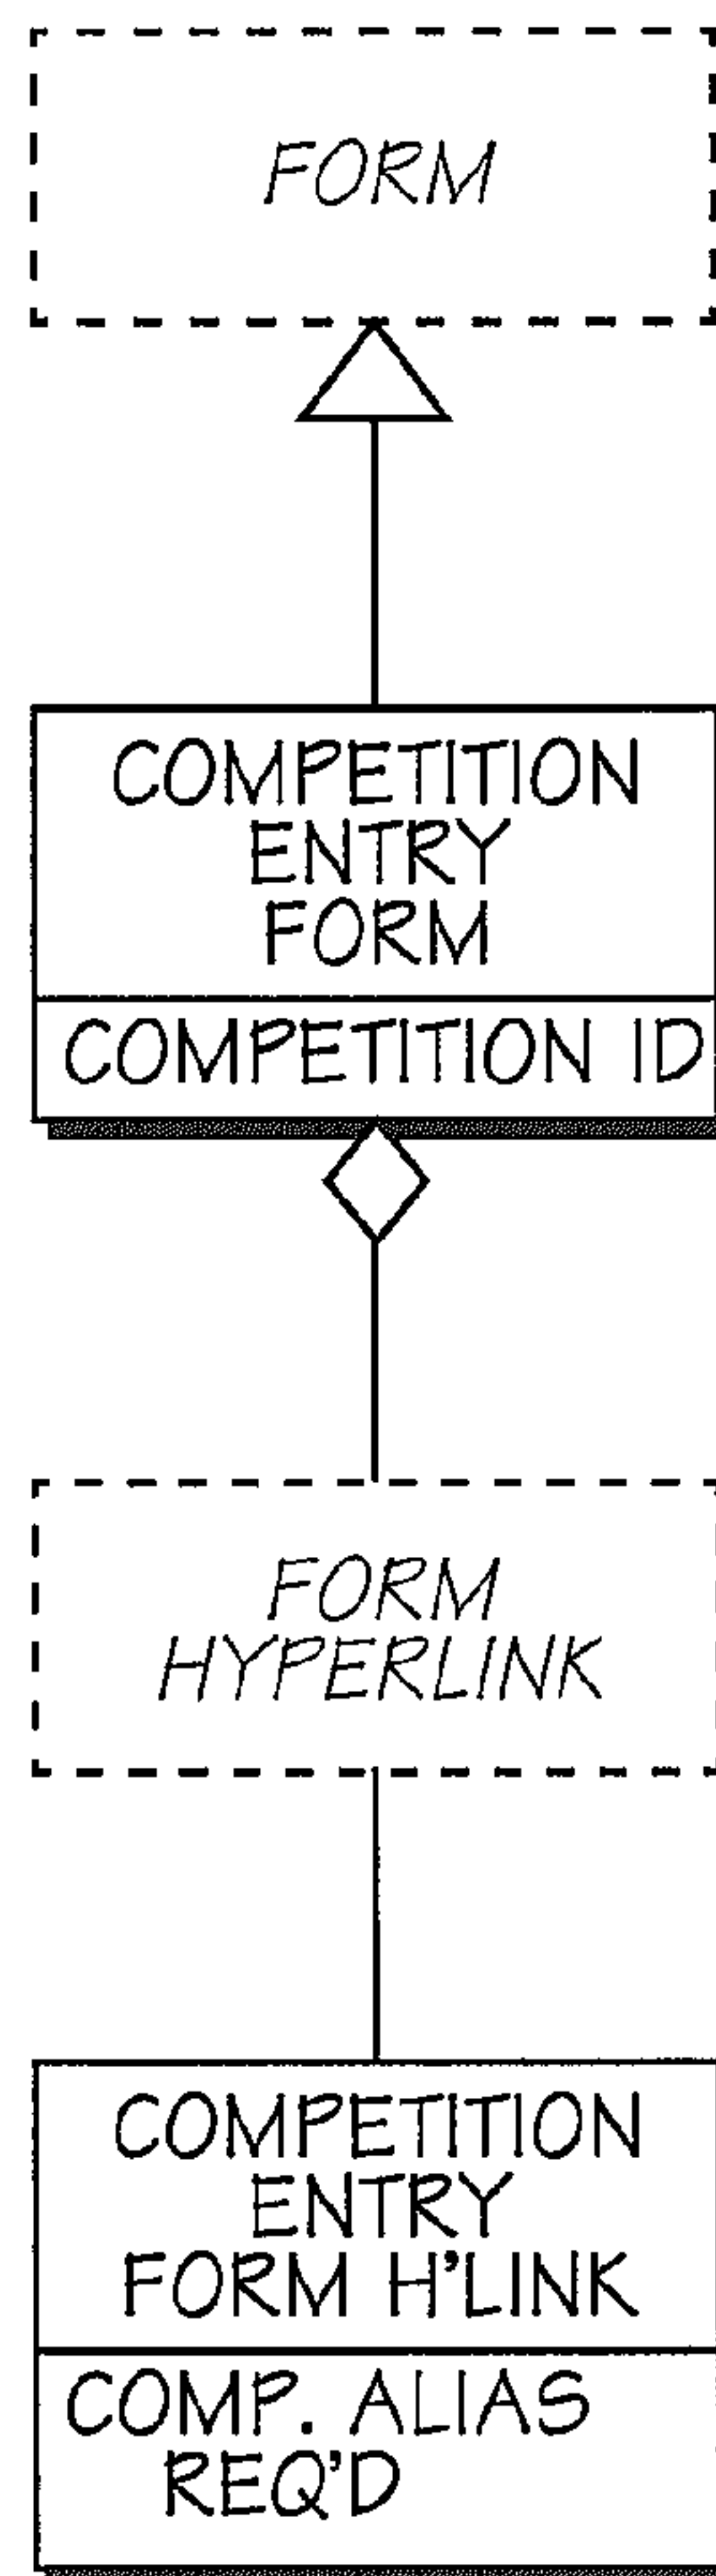 FORM
COMPETITION
ENTRY
FORM
COMPETITION ID
FORM
HYPERLINK
COMPETITION
ENTRY
FORM H'LINK
COMP. ALIAS
REQ'D